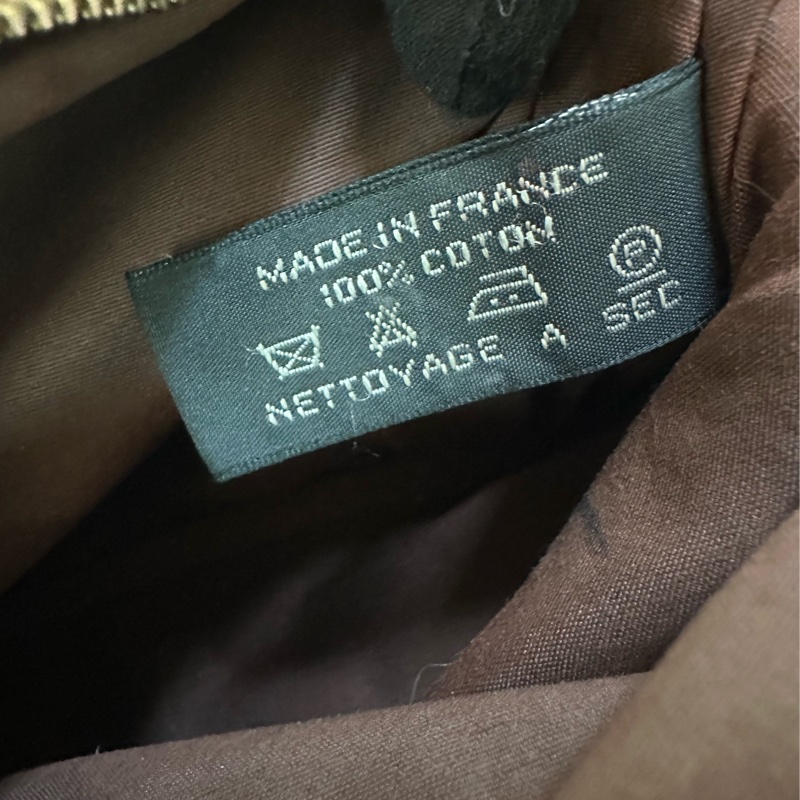 MADE IN FRANCE
100% COTON
P
NETTOYAGE A SEC